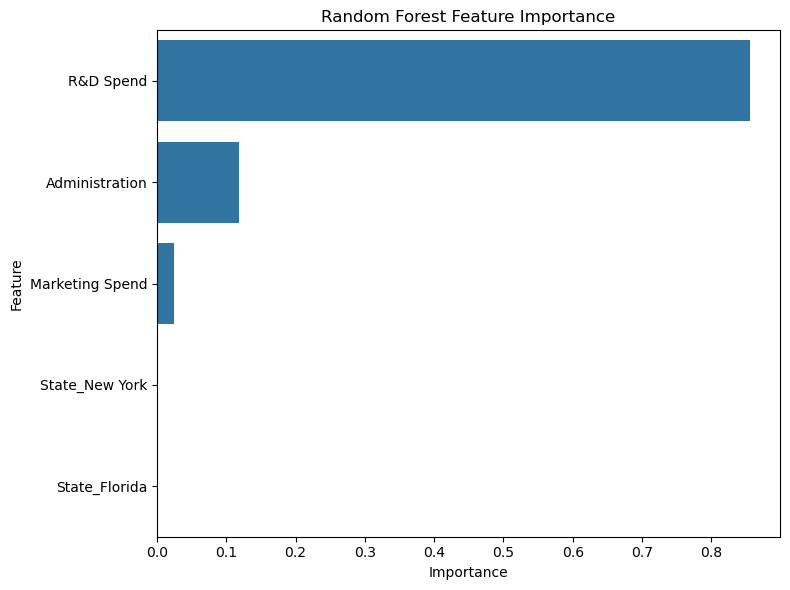 Random Forest Feature Importance
R&D Spend
Administration
Marketing Spend
State_New York
State_Florida
Feature
0.0 0.1 0.2 0.3 0.4 0.5 0.6 0.7 0.8
Importance